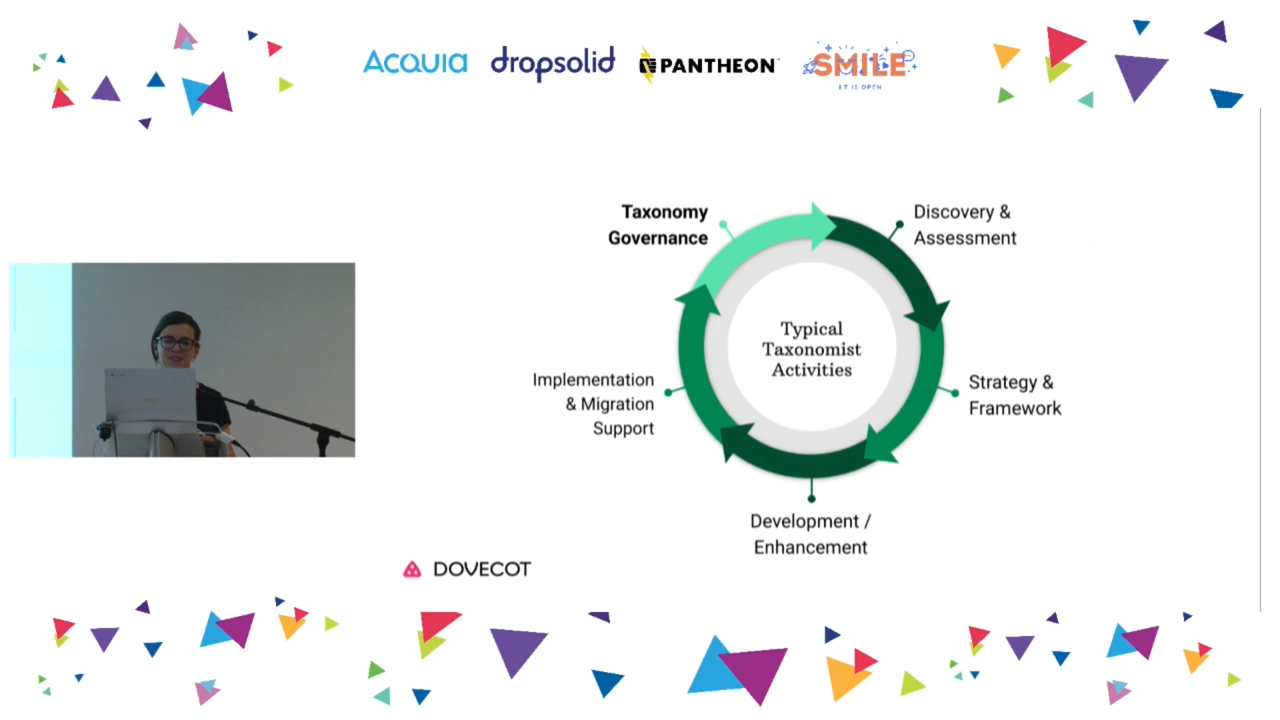 ACQUIA
dropsolid
PANTHEON
SMILE
IT IS OPEN
Taxonomy
Governance
Discovery &
Assessment
Typical
Taxonomist
Activities
Implementation
& Migration
Support
Strategy &
Framework
Development /
Enhancement
DOVECOT